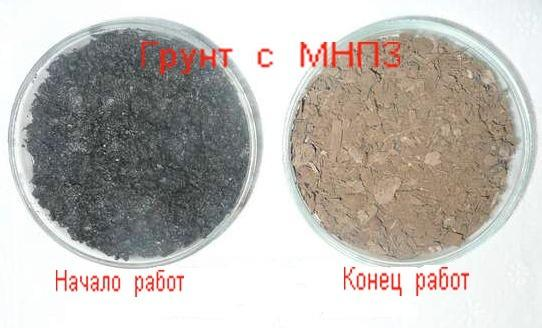 Грунт с МНПЗ
Начало работ
Конец работ